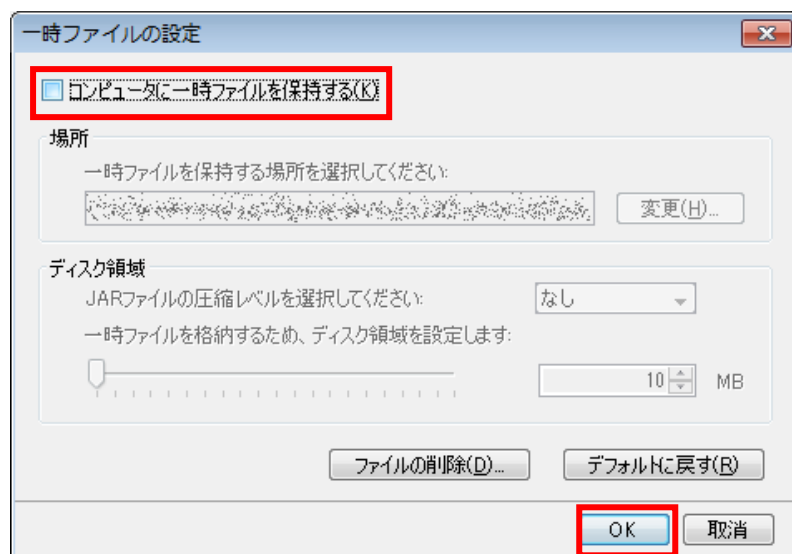 一時ファイルの設定
コンピュータに一時ファイルを保持する(K)
場所
一時ファイルを保持する場所を選択してください:
変更(H)...
ディスク領域
JARファイルの圧縮レベルを選択してください:
なし
一時ファイルを格納するため、ディスク領域を設定します:
10 MB
ファイルの削除(D)... デフォルトに戻す(R)
OK 取消